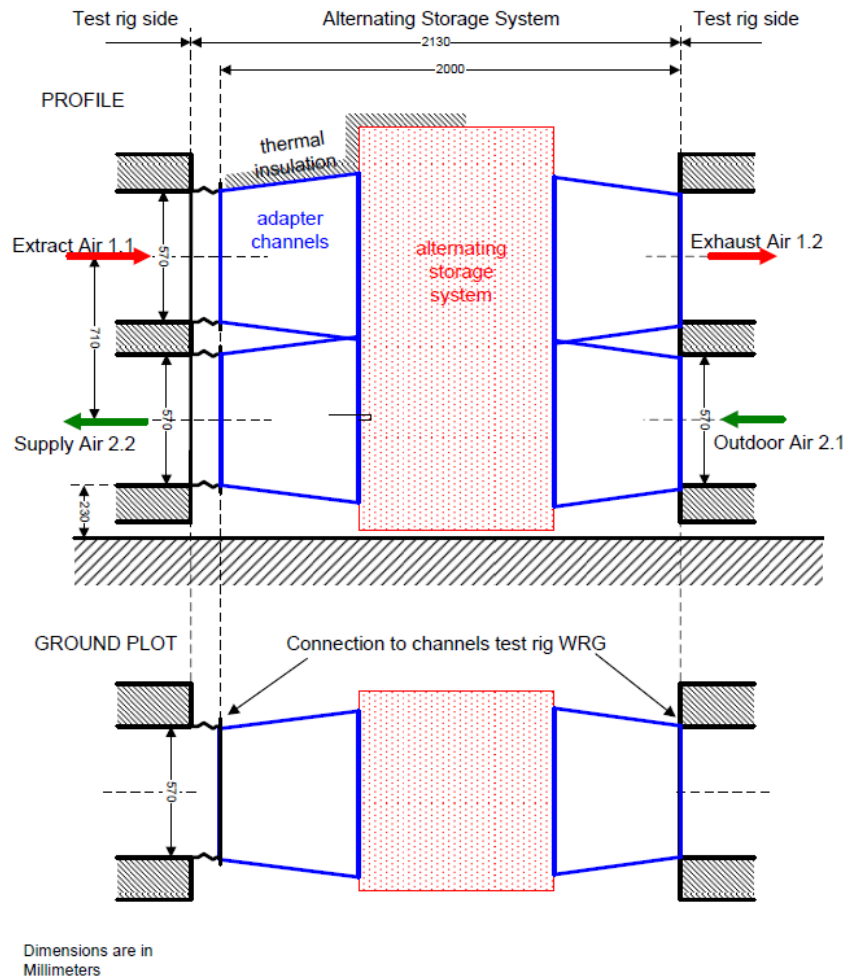 Test rig side
Alternating Storage System
Test rig side
2130
2000
PROFILE
thermal
insulation
adapter
channels
Extract Air 1.1
570
alternating
storage
system
Exhaust Air 1.2
710
570
570
Supply Air 2.2
Outdoor Air 2.1
230
GROUND PLOT
Connection to channels test rig WRG
570
Dimensions are in
Millimeters